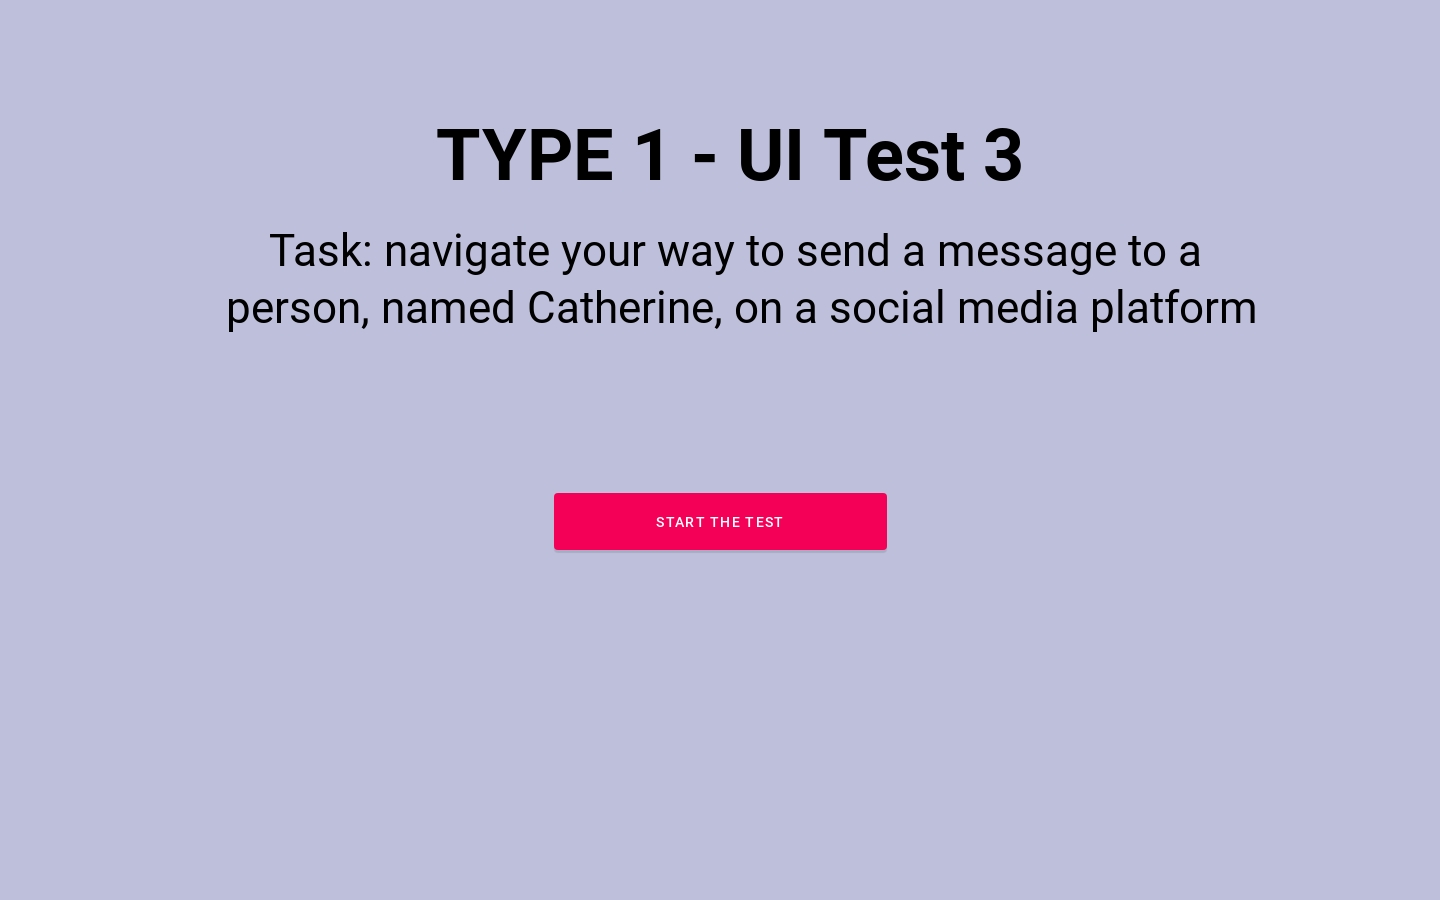 TYPE 1 - UI Test 3
Task: navigate your way to send a message to a
person, named Catherine, on a social media platform
START THE TEST